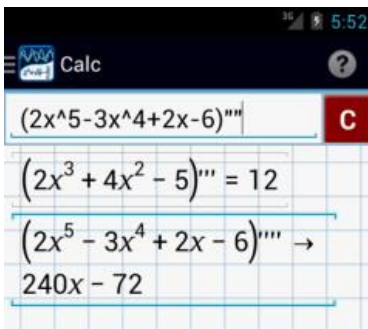 3G 5:52
Calc ?
(2x^5-3x^4+2x-6)"" C
(2x³ + 4x² − 5)''' = 12
(2x⁵ − 3x⁴ + 2x − 6)'''' →
240x − 72